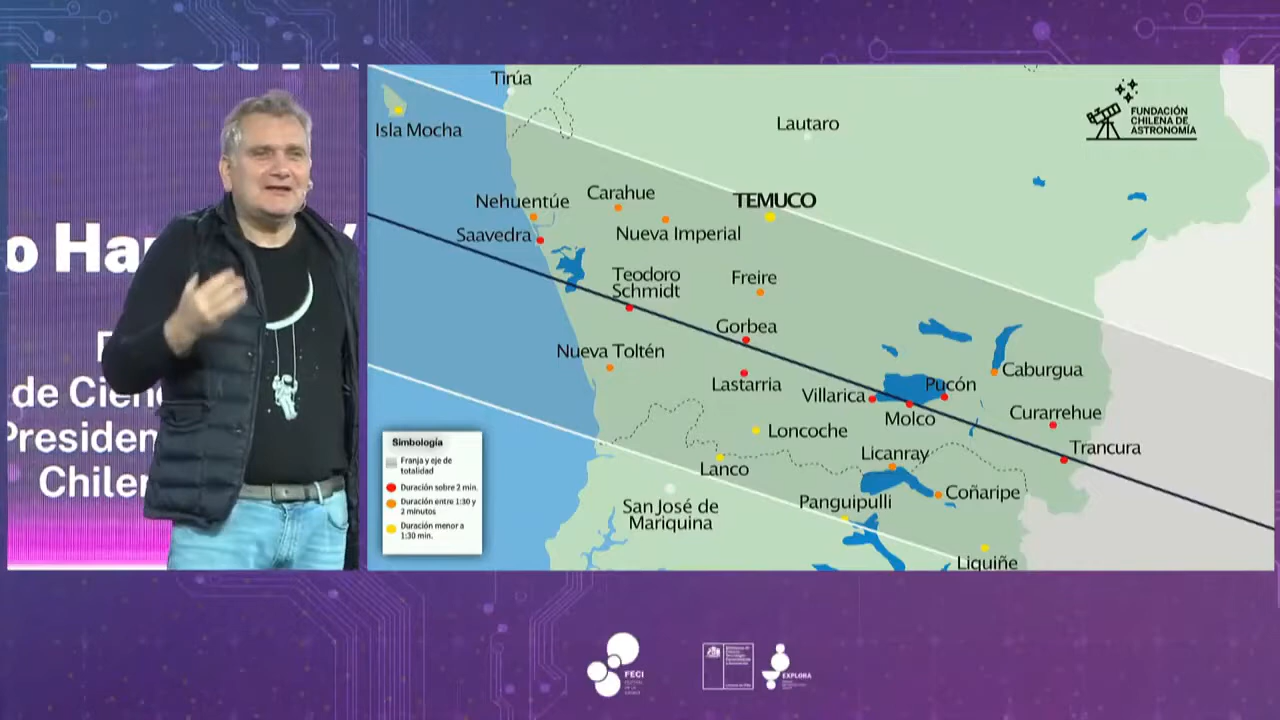 o Ha
de Cien
Presiden
Chiler
Tirúa
Isla Mocha
Lautaro
FUNDACIÓN
CHILENA DE
ASTRONOMÍA
Nehuentúe
Carahue
TEMUCO
Saavedra
Nueva Imperial
Teodoro
Schmidt
Freire
Gorbea
Nueva Toltén
Lastarria
Villarica
Pucón
Caburgua
Molco
Curarrehue
Loncoche
Trancura
Lanco
Licanray
Coñaripe
Panguipulli
San José de
Mariquina
Liquiñe
Simbología
Franja y eje de
totalidad
Duración sobre 2 min.
Duración entre 1:30 y
2 minutos
Duración menor a
1:30 min.
FECI
EXPLORA